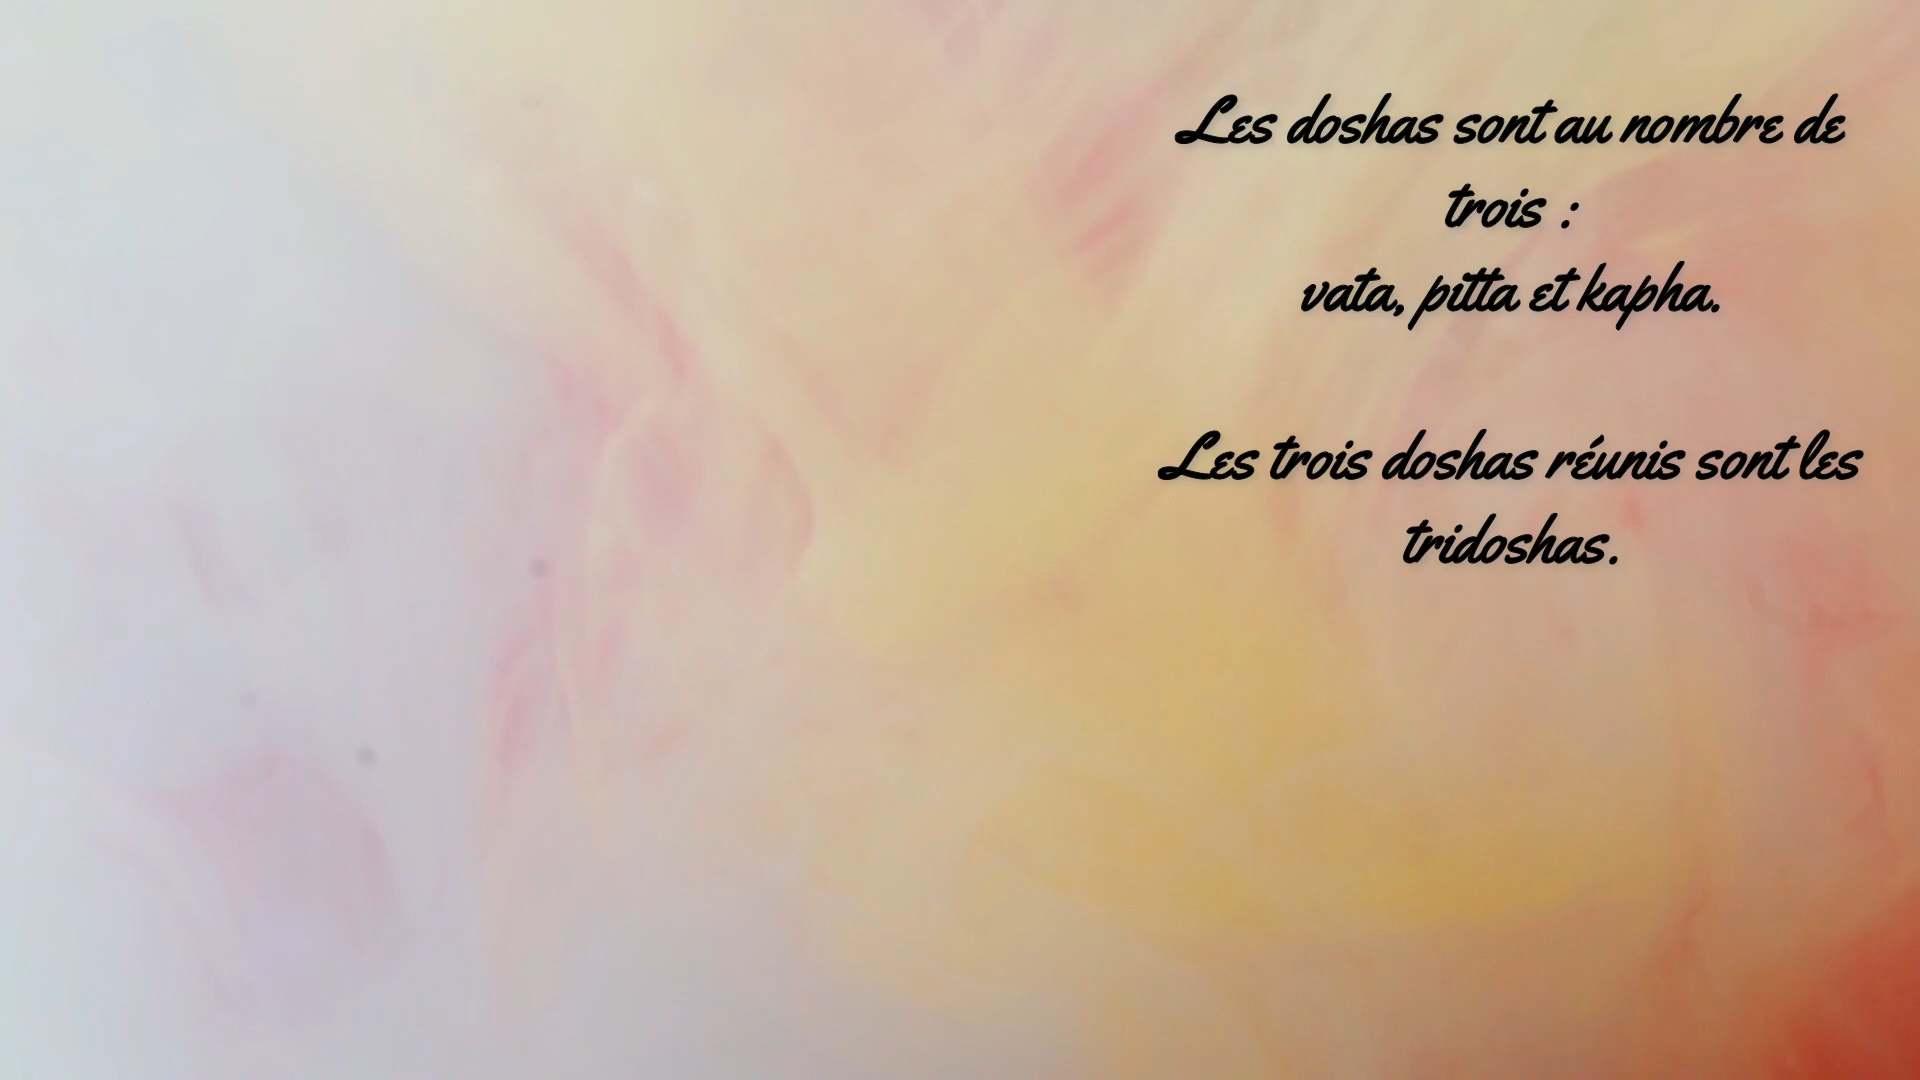 Les doshas sont au nombre de
trois :
vata, pitta et kapha.
Les trois doshas réunis sont les
tridoshas.